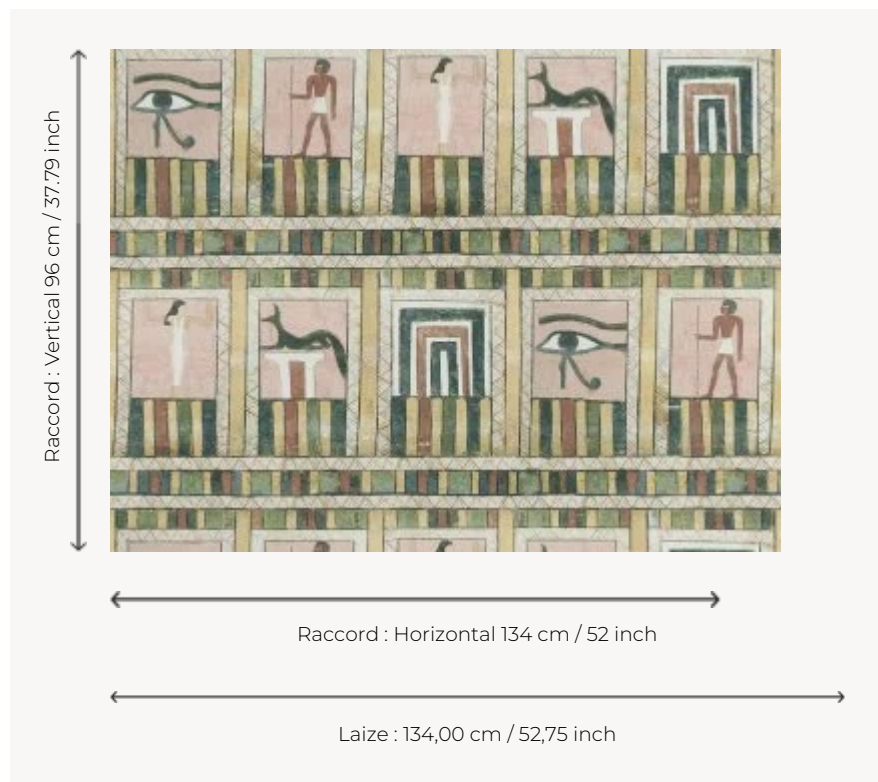 Raccord : Vertical 96 cm / 37.79 inch
Raccord : Horizontal 134 cm / 52 inch
Laize : 134,00 cm / 52,75 inch